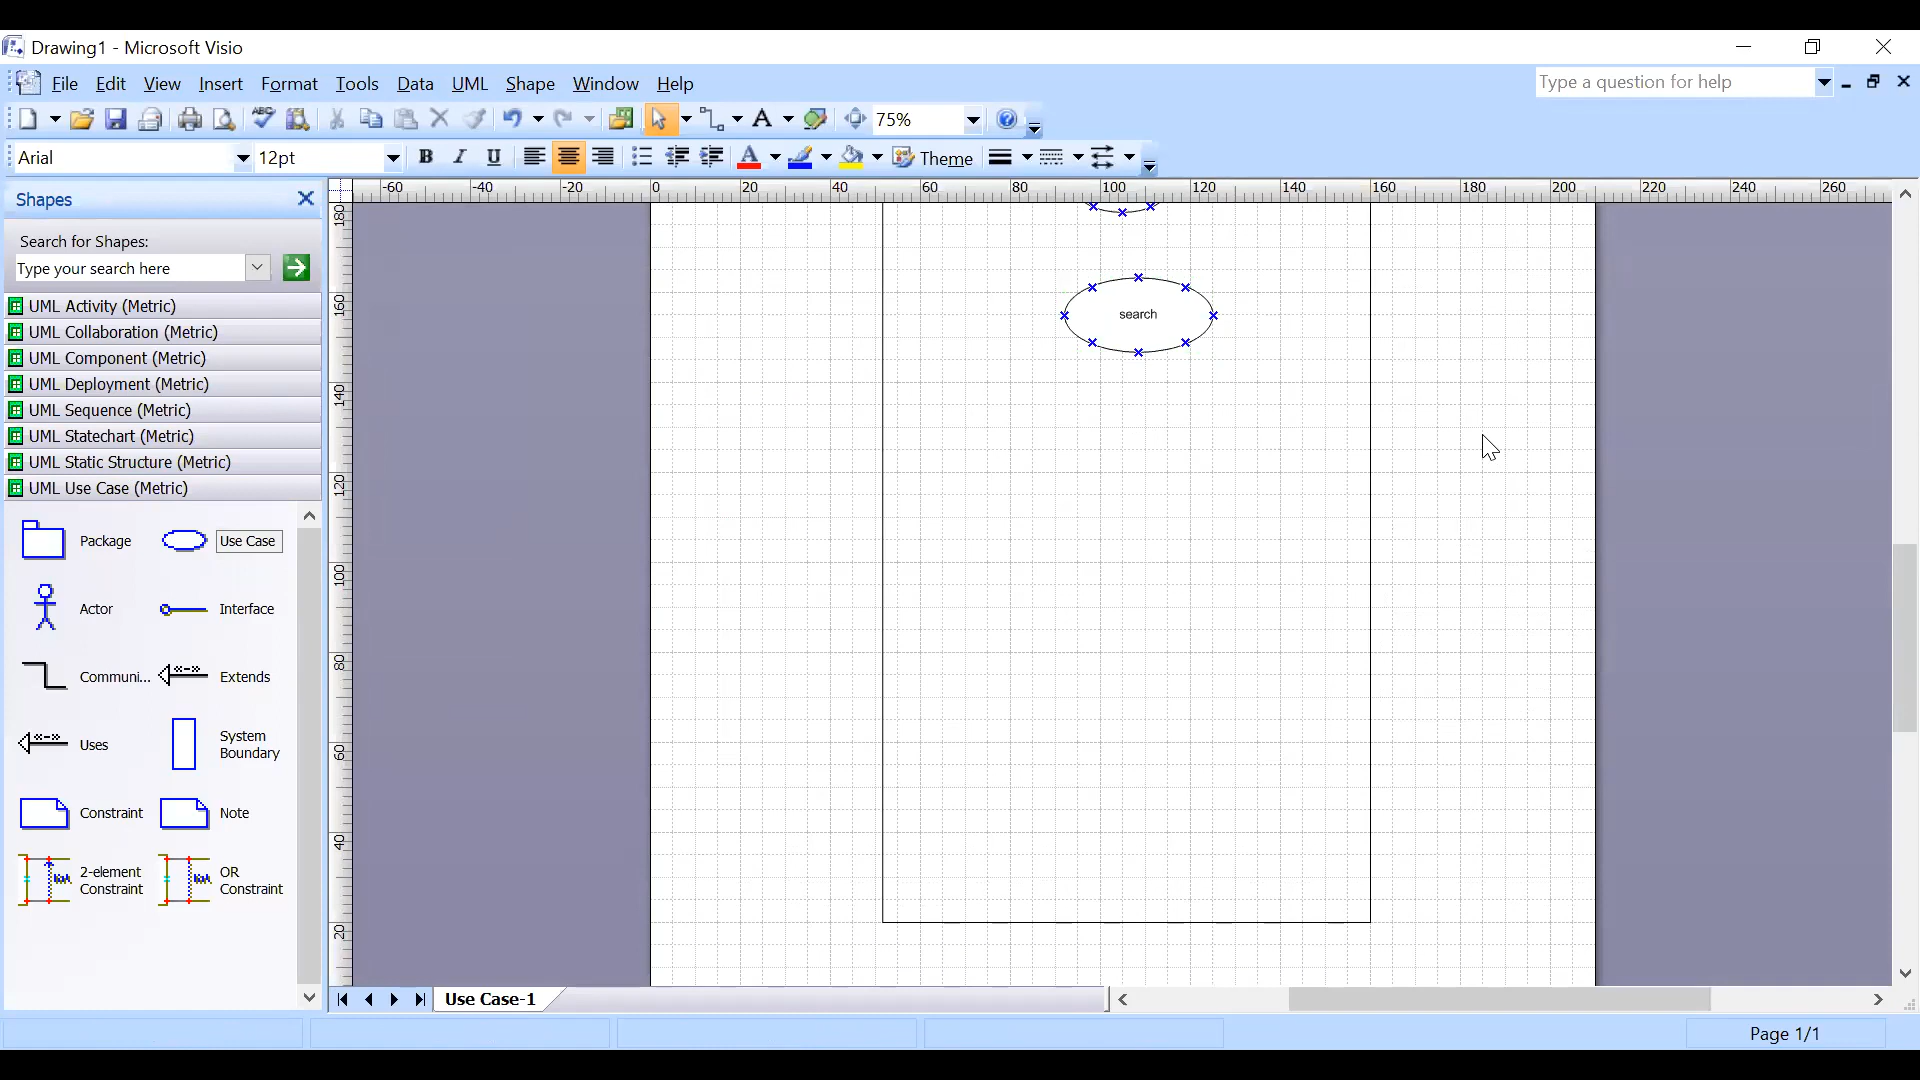 Drawing1 - Microsoft Visio
File Edit View Insert Format Tools Data UML Shape Window Help
Type a question for help
ABC A 75% ?
Arial 12pt B I U A Theme
Shapes
Search for Shapes:
Type your search here
UML Activity (Metric)
UML Collaboration (Metric)
UML Component (Metric)
UML Deployment (Metric)
UML Sequence (Metric)
UML Statechart (Metric)
UML Static Structure (Metric)
UML Use Case (Metric)
Package Use Case
Actor Interface
Communi... Extends
Uses System Boundary
Constraint Note
2-element Constraint OR Constraint
-60 -40 -20 0 20 40 60 80 100 120 140 160 180 200 220 240 260
180
160
140
120
100
80
60
40
20
search
Use Case-1
Page 1/1